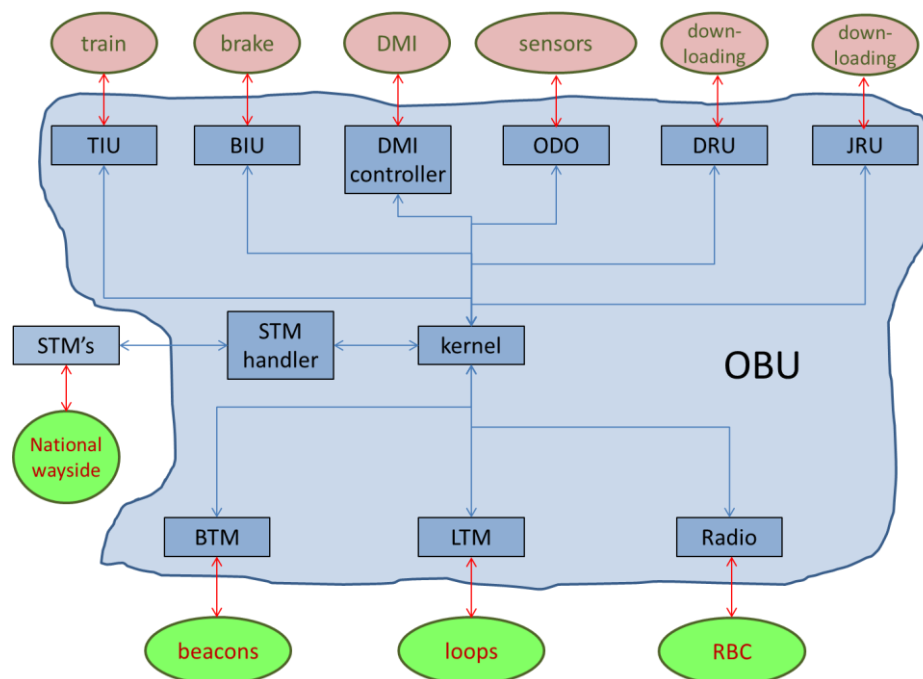 train
brake
DMI
sensors
down-
loading
down-
loading
TIU
BIU
DMI
controller
ODO
DRU
JRU
STM's
STM
handler
kernel
OBU
National
wayside
BTM
LTM
Radio
beacons
loops
RBC